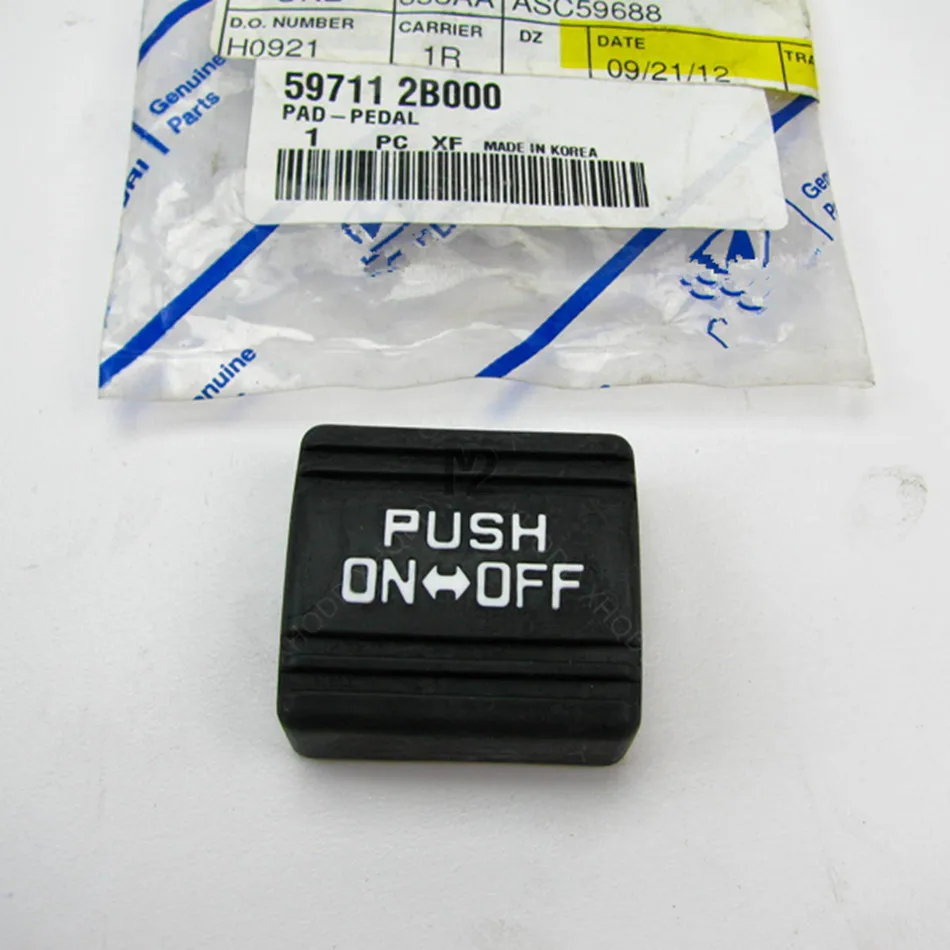 ASC59688
D.O. NUMBER
H0921
CARRIER
1R
DZ
DATE
09/21/12
Genuine
Parts
59711 2B000
PAD-PEDAL
1 PC XF MADE IN KOREA
PUSH
ON↔OFF